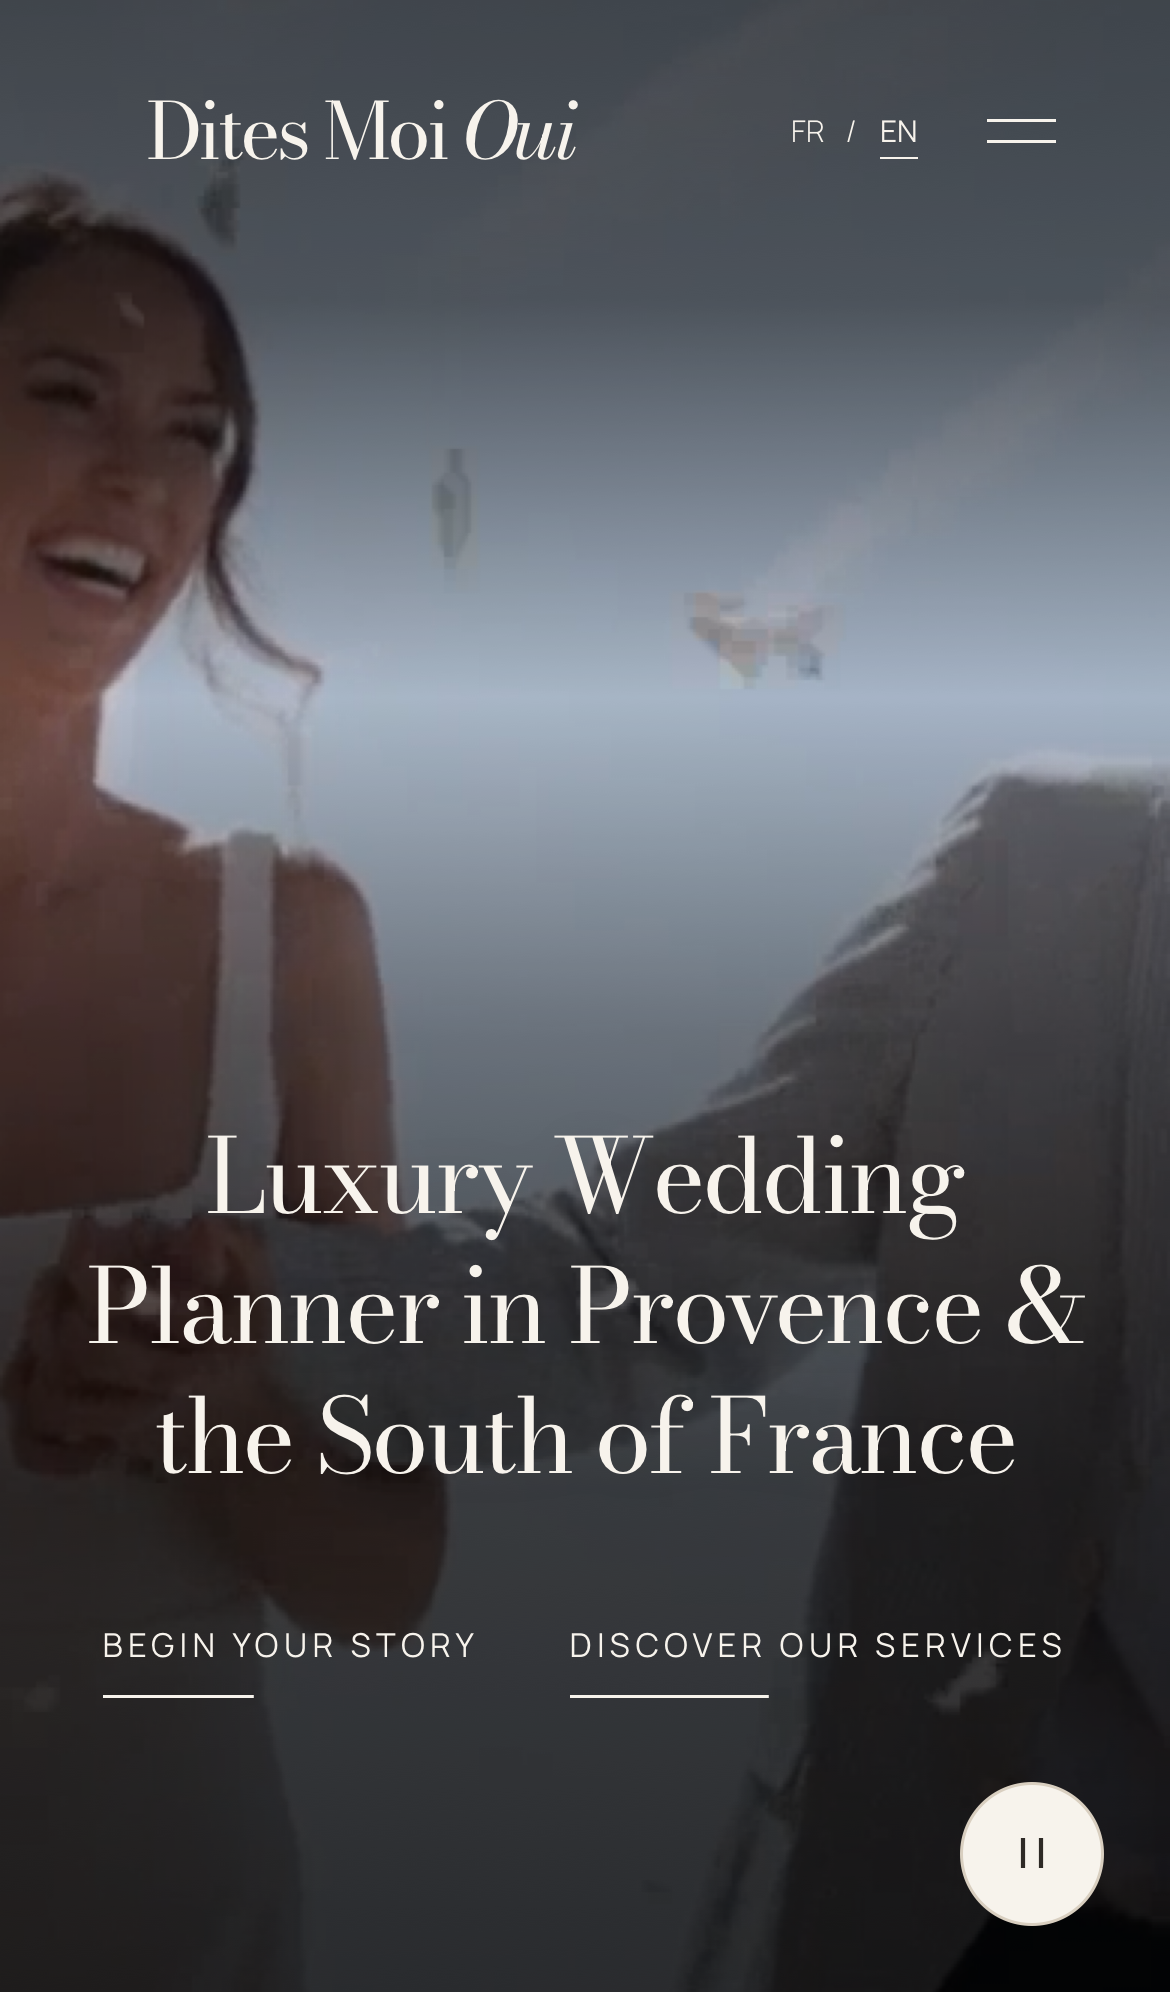 Dites Moi Oui
FR / EN
Luxury Wedding
Planner in Provence &
the South of France
BEGIN YOUR STORY
DISCOVER OUR SERVICES